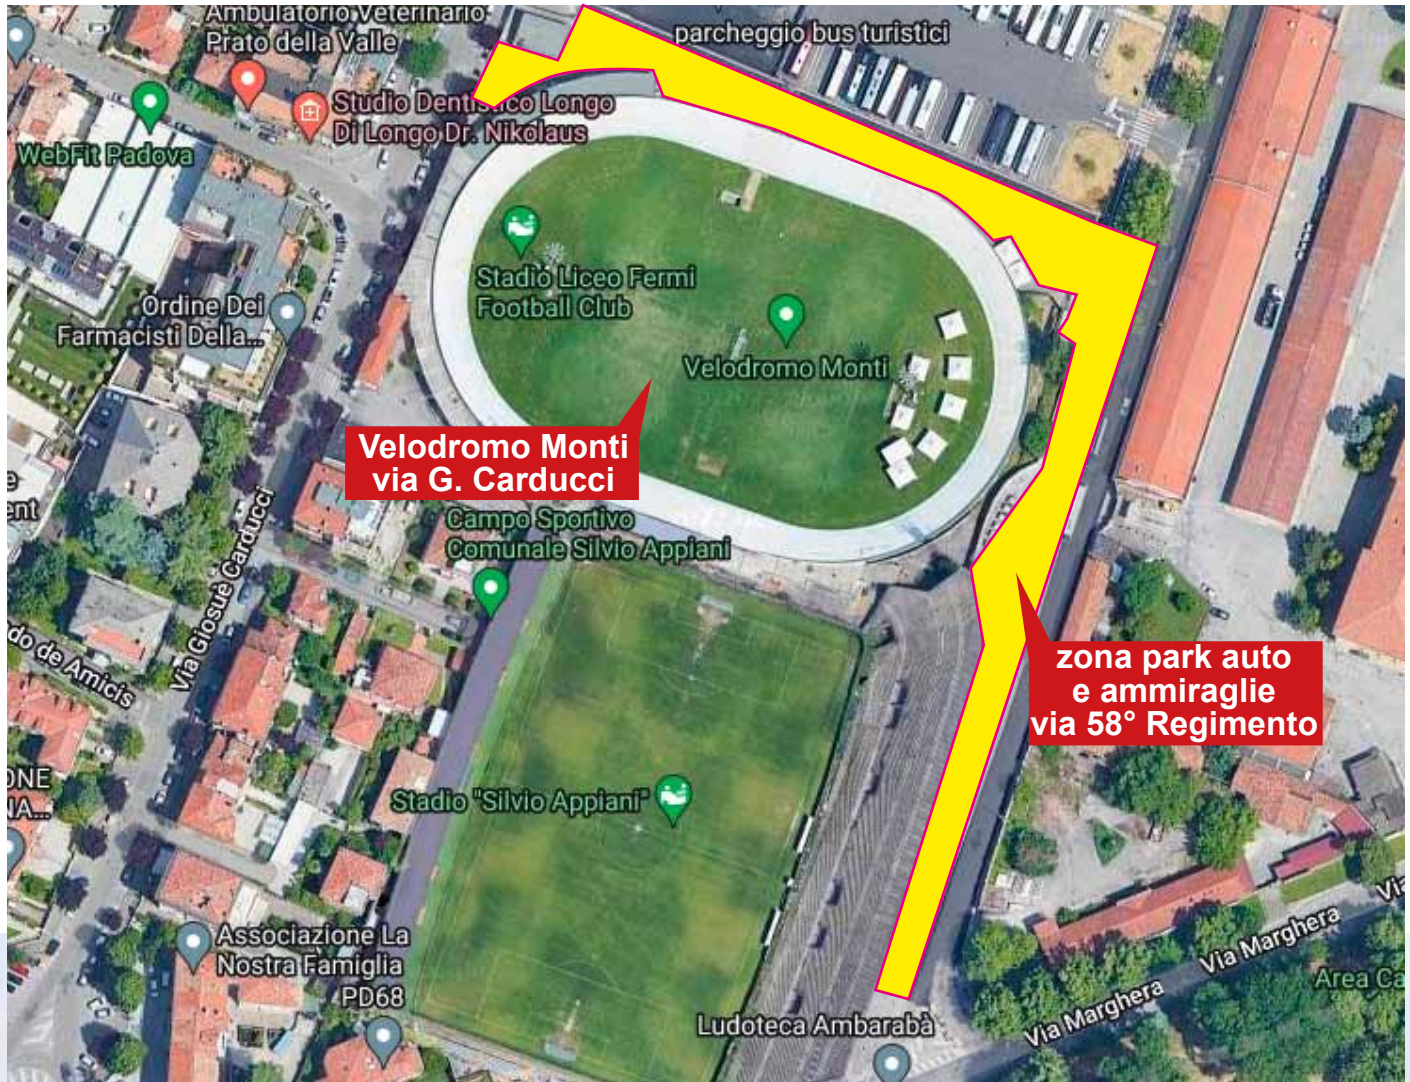 Ambulatorio Veterinario
Prato della Valle
parcheggio bus turistici
Studio Dentistico Longo
Di Longo Dr. Nikolaus
WebFit Padova
Stadio Liceo Fermi
Football Club
Ordine Dei
Farmacisti Della...
Velodromo Monti
Velodromo Monti
via G. Carducci
Campo Sportivo
Comunale Silvio Appiani
Via Giosuè Carducci
do de Amicis
zona park auto
e ammiraglie
via 58° Regimento
Stadio "Silvio Appiani"
Associazione La
Nostra Famiglia
PD68
Via Marghera
Via Marghera
Via
Area Ca
Ludoteca Ambarabà